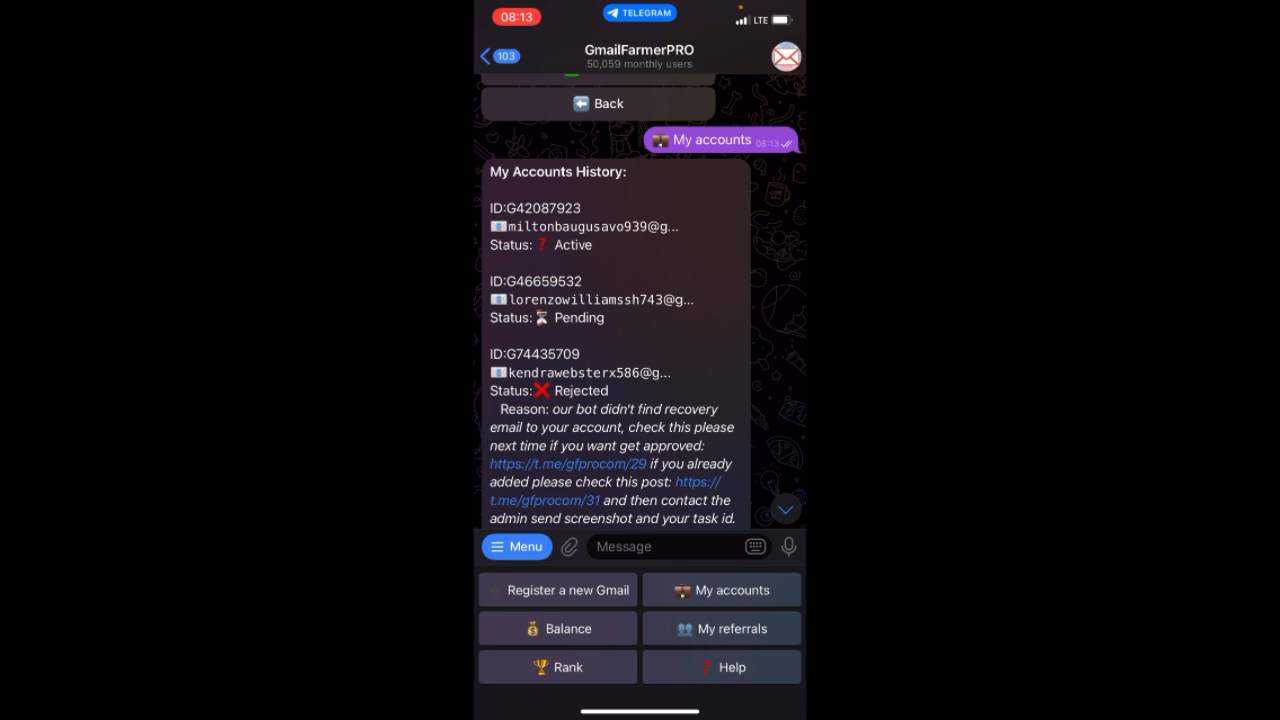 08:13
TELEGRAM
LTE
103
GmailFarmerPRO
50,059 monthly users
Back
My accounts 08:13
My Accounts History:
ID:G42087923
miltonbaugusavo939@g...
Status:❓ Active
ID:G46659532
lorenzowilliamssh743@g...
Status:⏳ Pending
ID:G74435709
kendrawebsterx586@g...
Status:❌ Rejected
Reason: our bot didn't find recovery
email to your account, check this please
next time if you want get approved:
https://t.me/gfprocom/29 if you already
added please check this post: https://
t.me/gfprocom/31 and then contact the
admin send screenshot and your task id.
Menu
Message
Register a new Gmail
My accounts
Balance
My referrals
Rank
Help